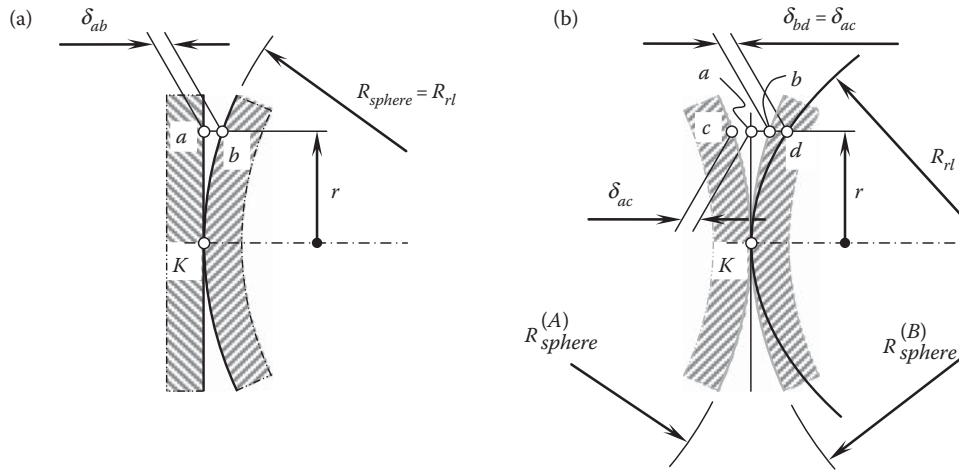 (a)
δab
Rsphere = Rrl
a
b
r
K
(b)
δbd = δac
a
b
c
d
Rrl
δac
r
K
R(A)sphere
R(B)sphere